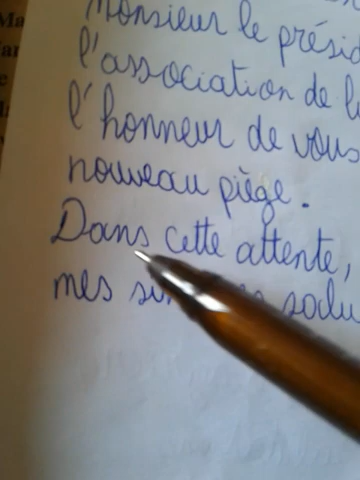 Monsieur le présid
l'association de l
l'honneur de vous
nouveau piège.
Dans cette attente,
mes